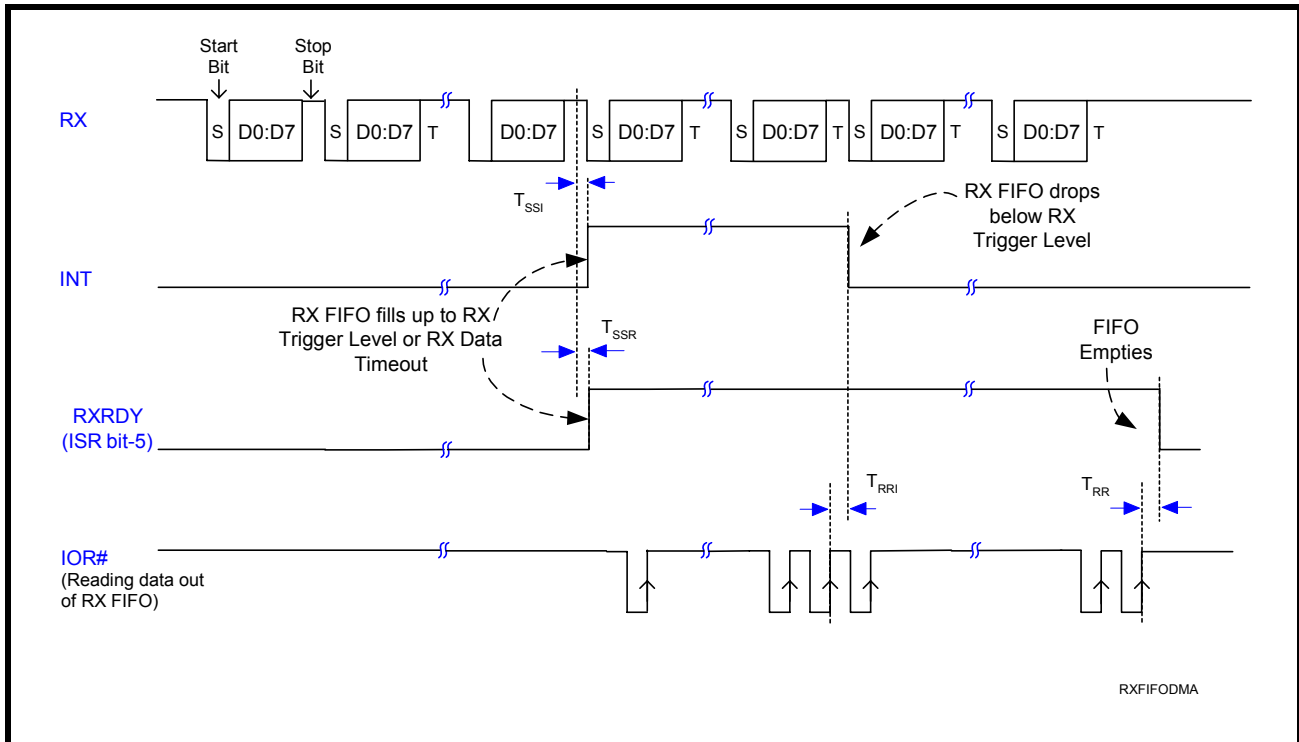 Start
Bit
Stop
Bit
RX
S D0:D7 S D0:D7 T D0:D7 S D0:D7 T S D0:D7 T S D0:D7 T S D0:D7 T
TSSI
RX FIFO drops
below RX
Trigger Level
INT
RX FIFO fills up to RX
Trigger Level or RX Data
Timeout
TSSR
FIFO
Empties
RXRDY
(ISR bit-5)
TRRI
TRR
IOR#
(Reading data out
of RX FIFO)
RXFIFODMA